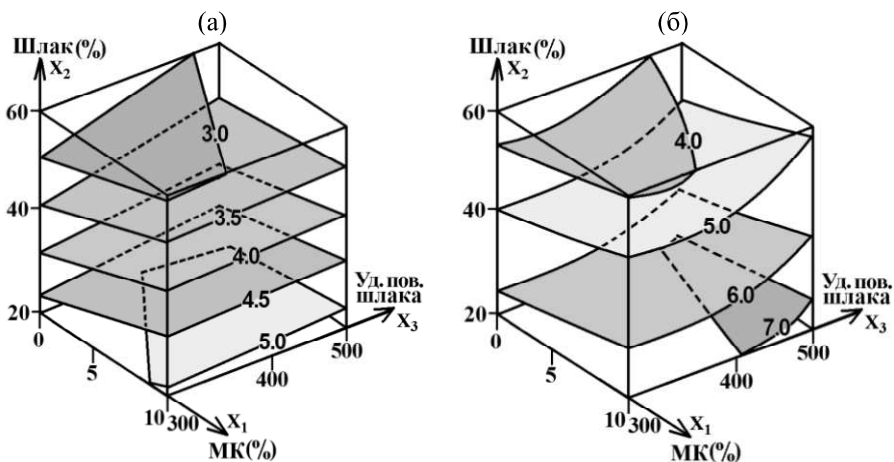 (а)
Шлак(%)
X₂
60
40
20
0
5
10
300
400
500
X₁
МК(%)
Уд. пов.
шлака
X₃
3.0
3.5
4.0
4.5
5.0
(б)
Шлак(%)
X₂
60
40
20
0
5
10
300
400
500
X₁
МК(%)
Уд. пов.
шлака
X₃
4.0
5.0
6.0
7.0